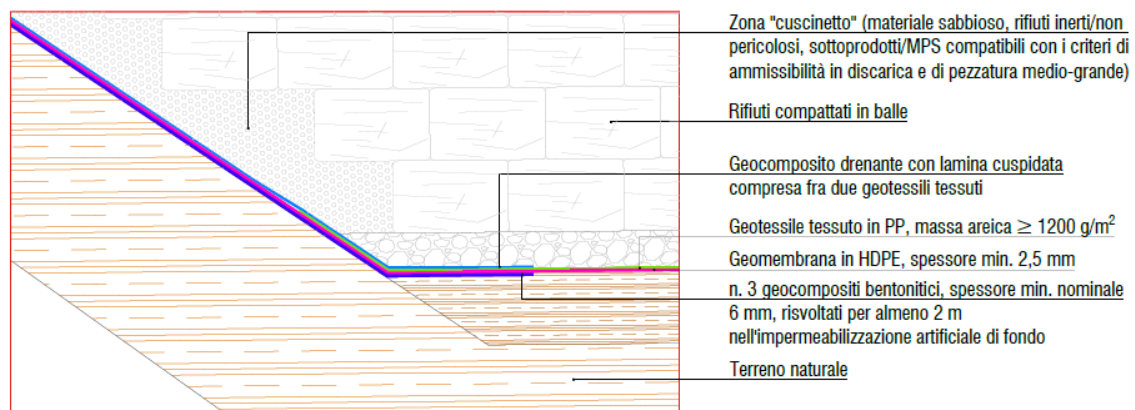 Zona "cuscinetto" (materiale sabbioso, rifiuti inerti/non
pericolosi, sottoprodotti/MPS compatibili con i criteri di
ammissibilità in discarica e di pezzatura medio-grande)
Rifiuti compattati in balle
Geocomposito drenante con lamina cuspidata
compresa fra due geotessili tessuti
Geotessile tessuto in PP, massa areica ≥ 1200 g/m²
Geomembrana in HDPE, spessore min. 2,5 mm
n. 3 geocompositi bentonitici, spessore min. nominale
6 mm, risvoltati per almeno 2 m
nell'impermeabilizzazione artificiale di fondo
Terreno naturale